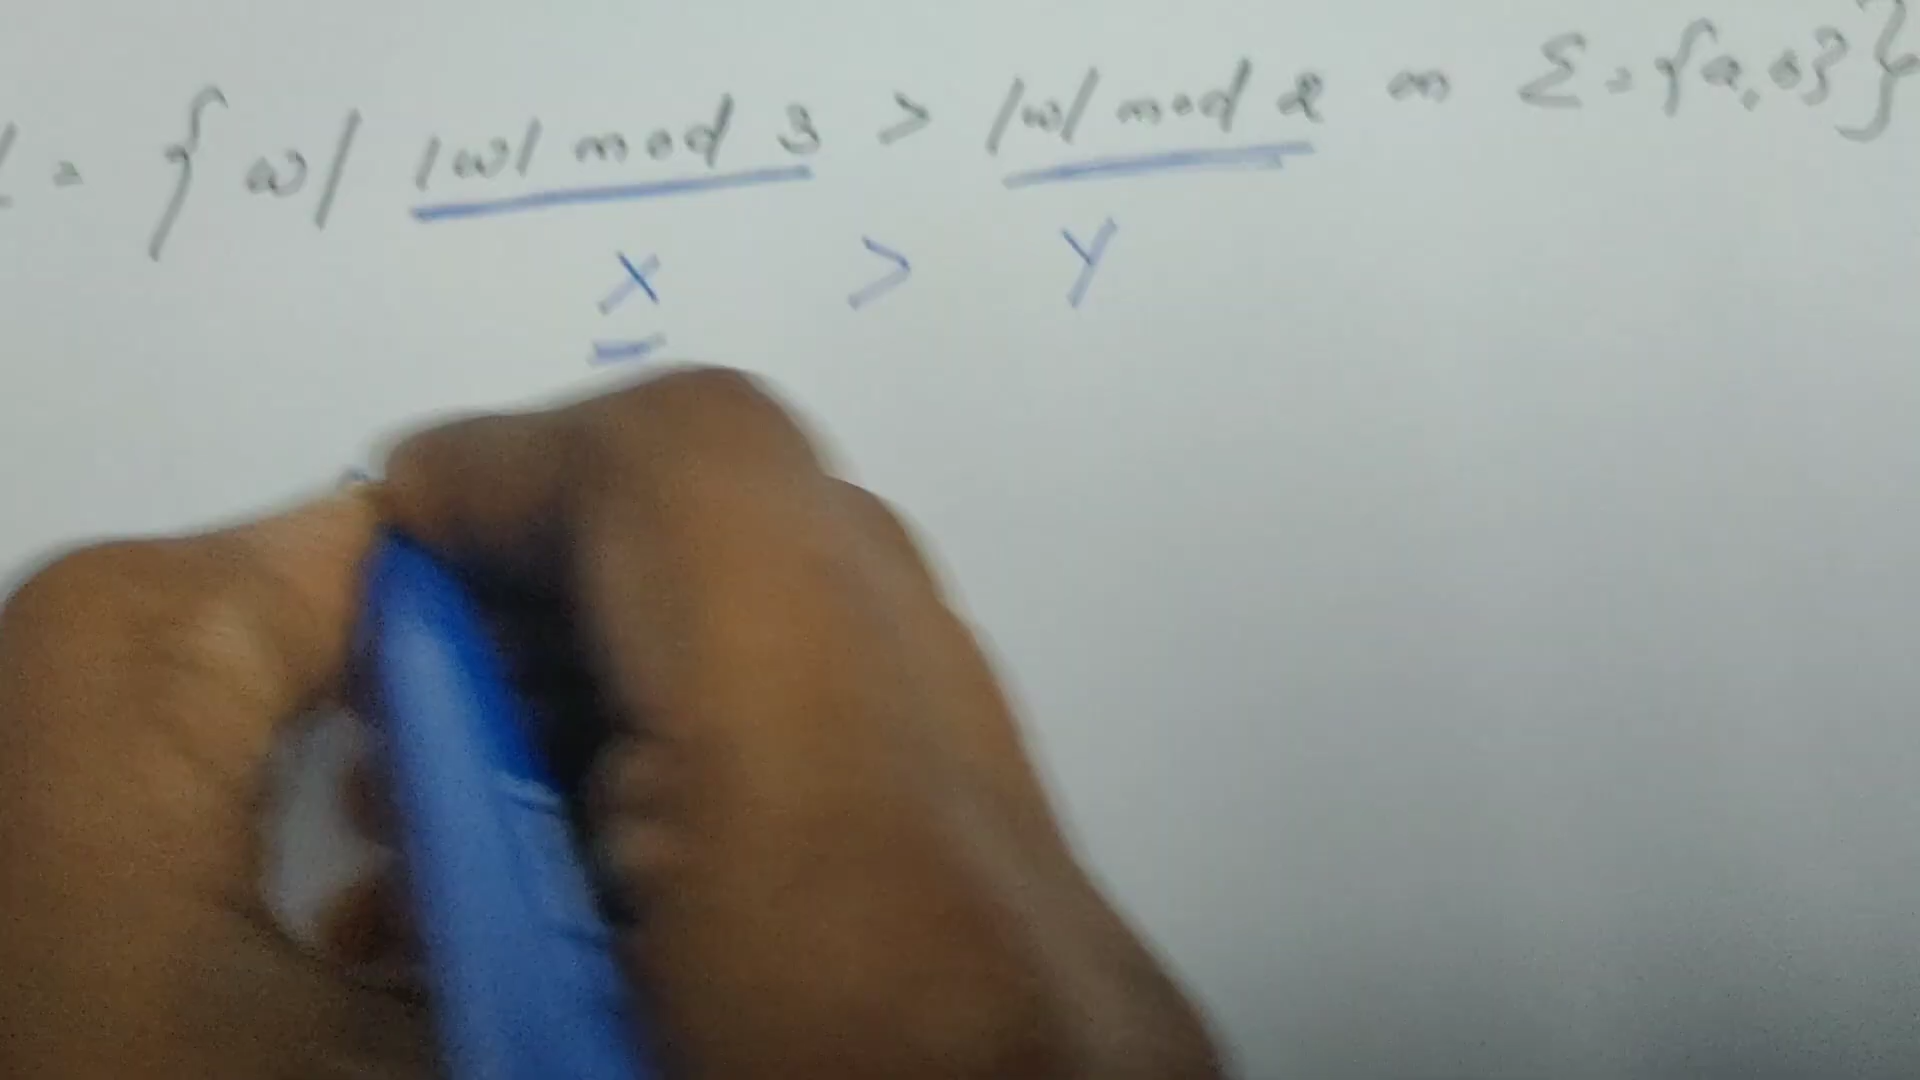 L = { w / |w| mod 3 > |w| mod 2 on Σ = {a, b}}
X > Y